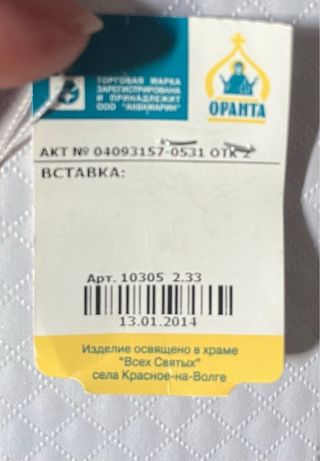 ТОРГОВАЯ МАРКА
ЗАРЕГИСТРИРОВАНА
И ПРИНАДЛЕЖИТ
ООО "АКВАМАРИН"
ОРАНТА
АКТ № 04093157-0531 ОТК 2
ВСТАВКА:
Арт. 10305 2.33
13.01.2014
Изделие освящено в храме
"Всех Святых"
села Красное-на-Волге